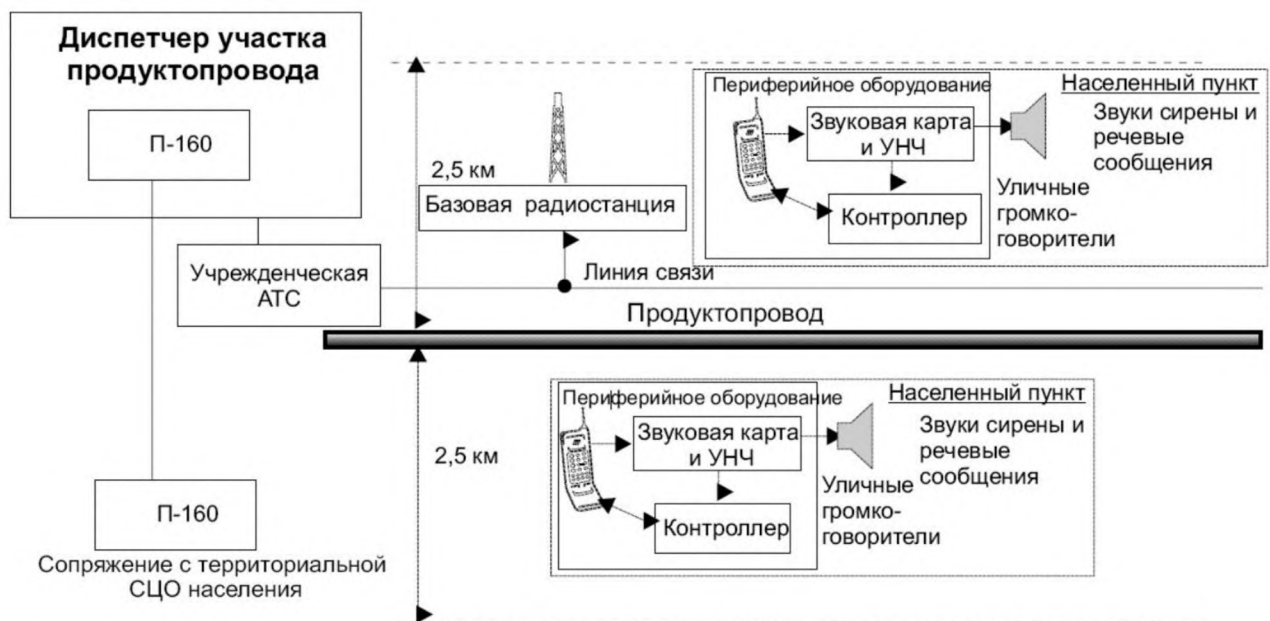 Диспетчер участка
продуктопровода
П-160
Учрежденческая
АТС
П-160
Сопряжение с территориальной
СЦО населения
2,5 км
Базовая радиостанция
Линия связи
Периферийное оборудование
Звуковая карта
и УНЧ
Контроллер
Населенный пункт
Звуки сирены и
речевые
сообщения
Уличные
громко-
говорители
Продуктопровод
2,5 км
Периферийное оборудование
Звуковая карта
и УНЧ
Контроллер
Населенный пункт
Звуки сирены и
речевые
сообщения
Уличные
громко-
говорители